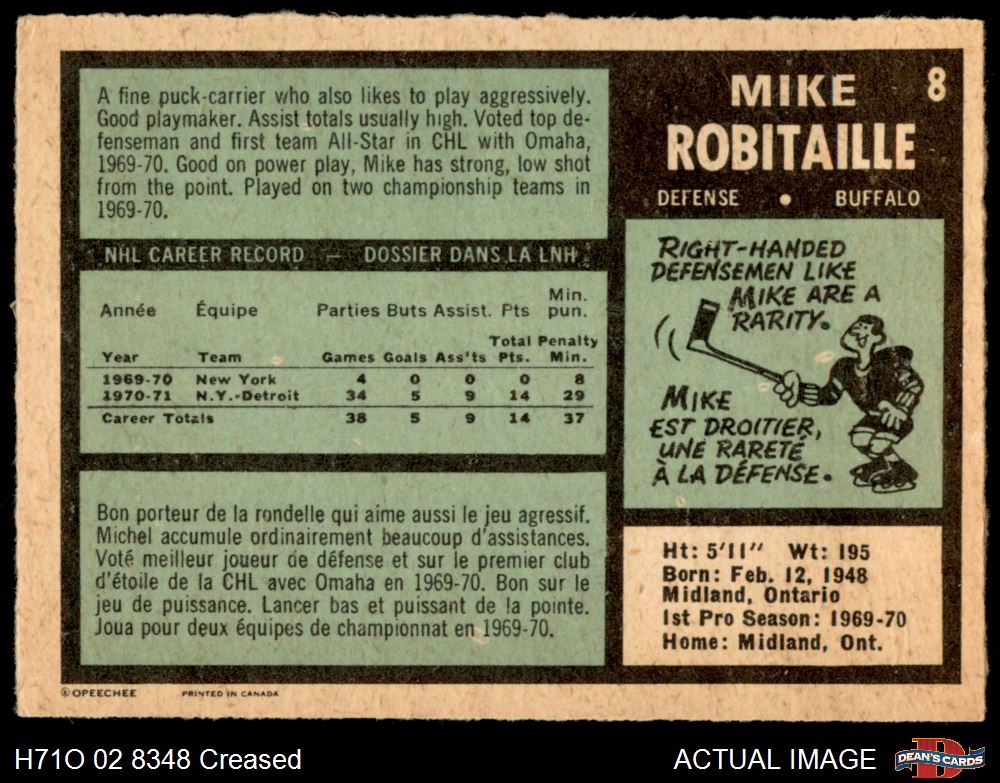 A fine puck-carrier who also likes to play aggressively.
Good playmaker. Assist totals usually high. Voted top de-
fenseman and first team All-Star in CHL with Omaha,
1969-70. Good on power play, Mike has strong, low shot
from the point. Played on two championship teams in
1969-70.
8
MIKE
ROBITAILLE
DEFENSE • BUFFALO
NHL CAREER RECORD — DOSSIER DANS LA LNH
Année Équipe Parties Buts Assist. Pts Min. pun.
Year Team Games Goals Ass'ts Total Pts. Penalty Min.
1969-70 New York 4 0 0 0 8
1970-71 N.Y.-Detroit 34 5 9 14 29
Career Totals 38 5 9 14 37
RIGHT-HANDED
DEFENSEMEN LIKE
MIKE ARE A
RARITY.
MIKE
EST DROITIER,
UNE RARETÉ
À LA DÉFENSE.
Bon porteur de la rondelle qui aime aussi le jeu agressif.
Michel accumule ordinairement beaucoup d'assistances.
Voté meilleur joueur de défense et sur le premier club
d'étoile de la CHL avec Omaha en 1969-70. Bon sur le
jeu de puissance. Lancer bas et puissant de la pointe.
Joua pour deux équipes de championnat en 1969-70.
Ht: 5'11" Wt: 195
Born: Feb. 12, 1948
Midland, Ontario
1st Pro Season: 1969-70
Home: Midland, Ont.
© OPEECHEE PRINTED IN CANADA
H71O 02 8348 Creased
ACTUAL IMAGE
D
DEAN'S CARDS